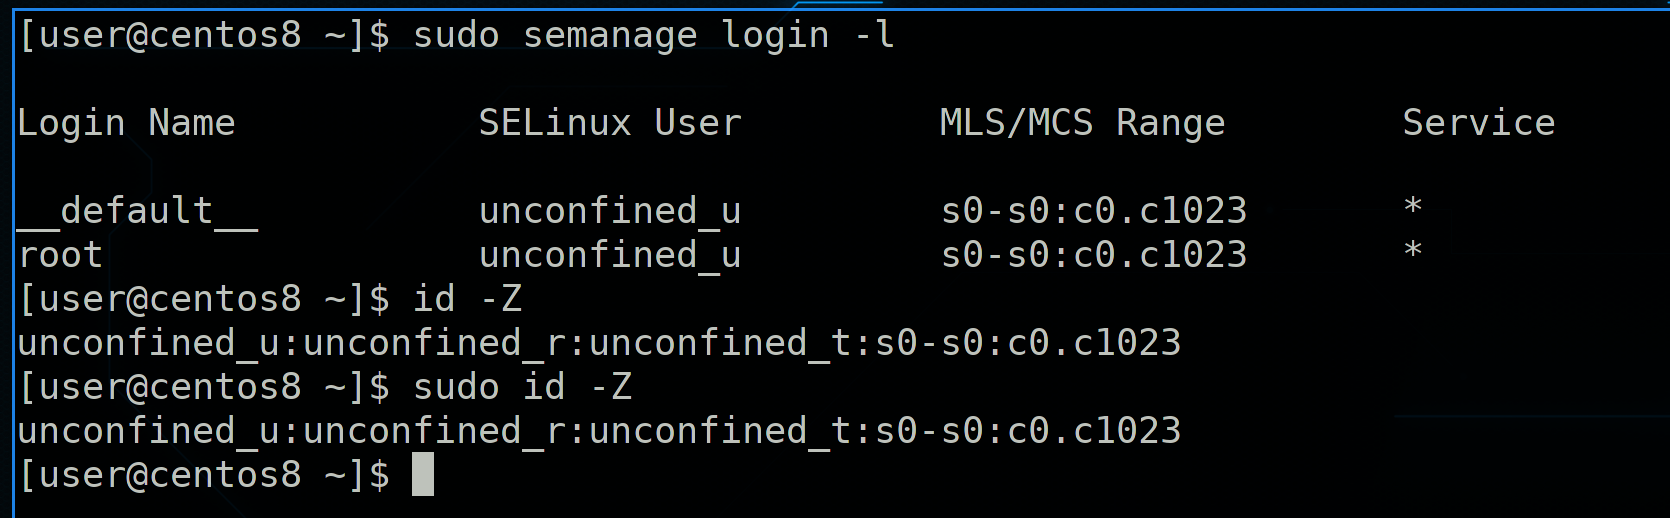 [user@centos8 ~]$ sudo semanage login -l
Login Name           SELinux User         MLS/MCS Range        Service
__default__          unconfined_u         s0-s0:c0.c1023       *
root                 unconfined_u         s0-s0:c0.c1023       *
[user@centos8 ~]$ id -Z
unconfined_u:unconfined_r:unconfined_t:s0-s0:c0.c1023
[user@centos8 ~]$ sudo id -Z
unconfined_u:unconfined_r:unconfined_t:s0-s0:c0.c1023
[user@centos8 ~]$